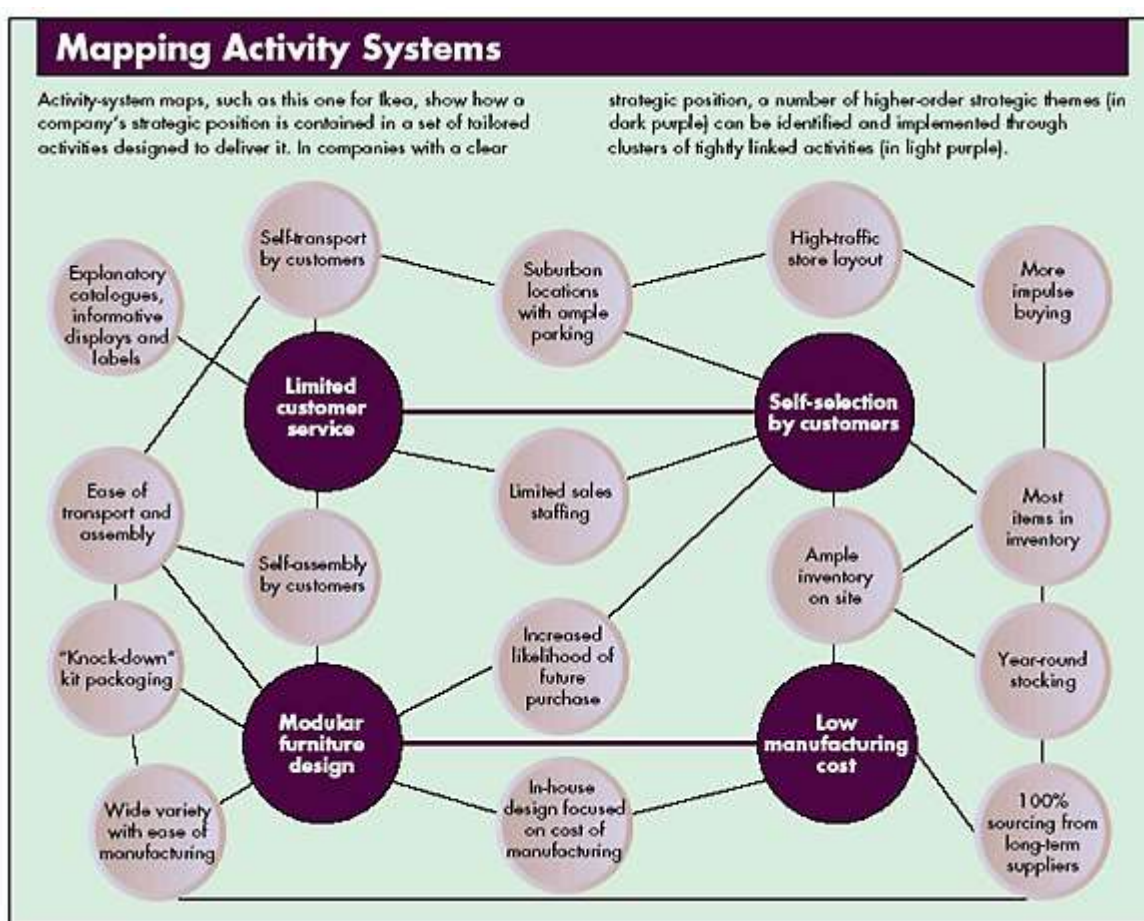 Mapping Activity Systems
Activity-system maps, such as this one for Ikea, show how a
company's strategic position is contained in a set of tailored
activities designed to deliver it. In companies with a clear
strategic position, a number of higher-order strategic themes (in
dark purple) can be identified and implemented through
clusters of tightly linked activities (in light purple).
Self-transport
by customers
High-traffic
store layout
Explanatory
catalogues,
informative
displays and
labels
Suburban
locations
with ample
parking
More
impulse
buying
Limited
customer
service
Self-selection
by customers
Ease of
transport and
assembly
Limited sales
staffing
Most
items in
inventory
Self-assembly
by customers
Ample
inventory
on site
"Knock-down"
kit packaging
Increased
likelihood of
future
purchase
Year-round
stocking
Modular
furniture
design
Low
manufacturing
cost
Wide variety
with ease of
manufacturing
In-house
design focused
on cost of
manufacturing
100%
sourcing from
long-term
suppliers